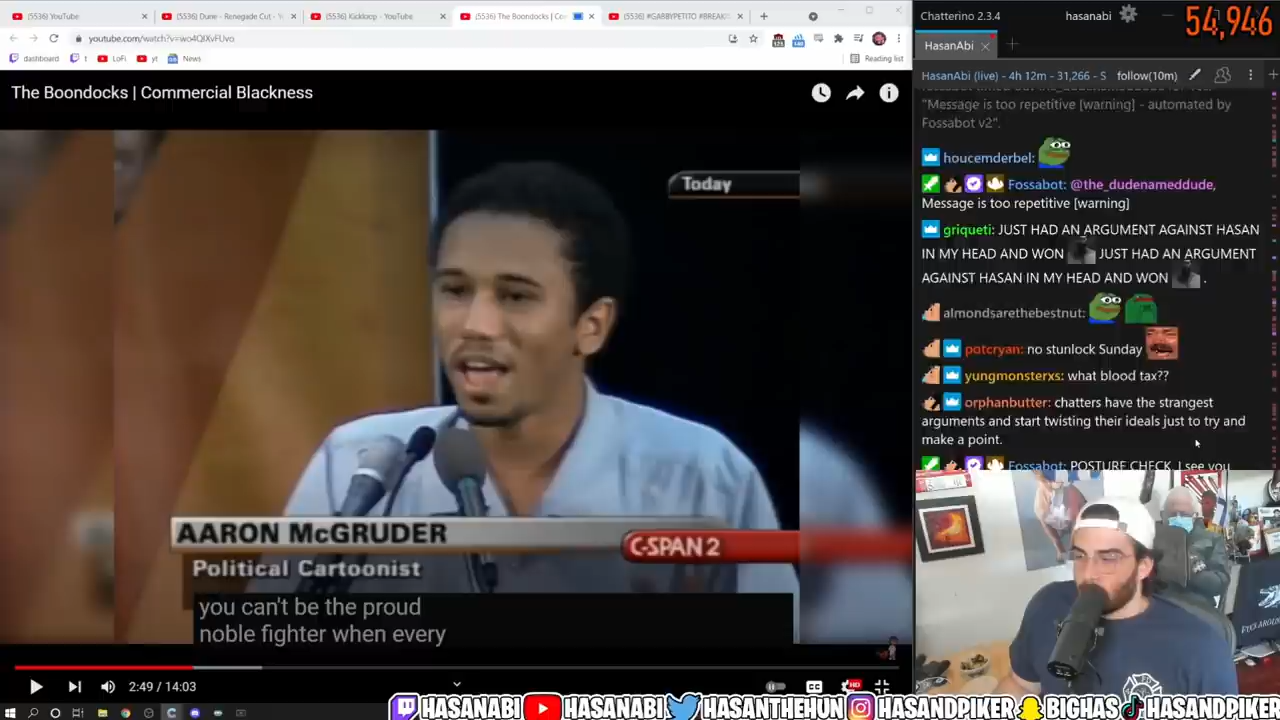 (5536) YouTube
(5536) Dune - Renegade Cut -
(5536) Kickloop - YouTube
(5536) The Boondocks | Co
(5536) #GABBYPETITO #BREAK
youtube.com/watch?v=wo4QIXvFUvo
dashboard
t
LoFi
yt
News
Reading list
The Boondocks | Commercial Blackness
Today
AARON McGRUDER
Political Cartoonist
C-SPAN 2
you can't be the proud
noble fighter when every
2:49 / 14:03
HD
Chatterino 2.3.4
hasanabi
54,946
HasanAbi
HasanAbi (live) - 4h 12m - 31,266 - S
follow(10m)
"Message is too repetitive [warning] - automated by
Fossabot v2".
houcemderbel:
Fossabot: @the_dudenameddude,
Message is too repetitive [warning]
griqueti: JUST HAD AN ARGUMENT AGAINST HASAN
IN MY HEAD AND WON JUST HAD AN ARGUMENT
AGAINST HASAN IN MY HEAD AND WON .
almondsarethebestnut:
potcryan: no stunlock Sunday
yungmonsterxs: what blood tax??
orphanbutter: chatters have the strangest
arguments and start twisting their ideals just to try and
make a point.
Fossabot: POSTURE CHECK, I see you
HASANABI HASANABI HASANTHEHUN HASANDPIKER BIGHAS HASANDPIKER